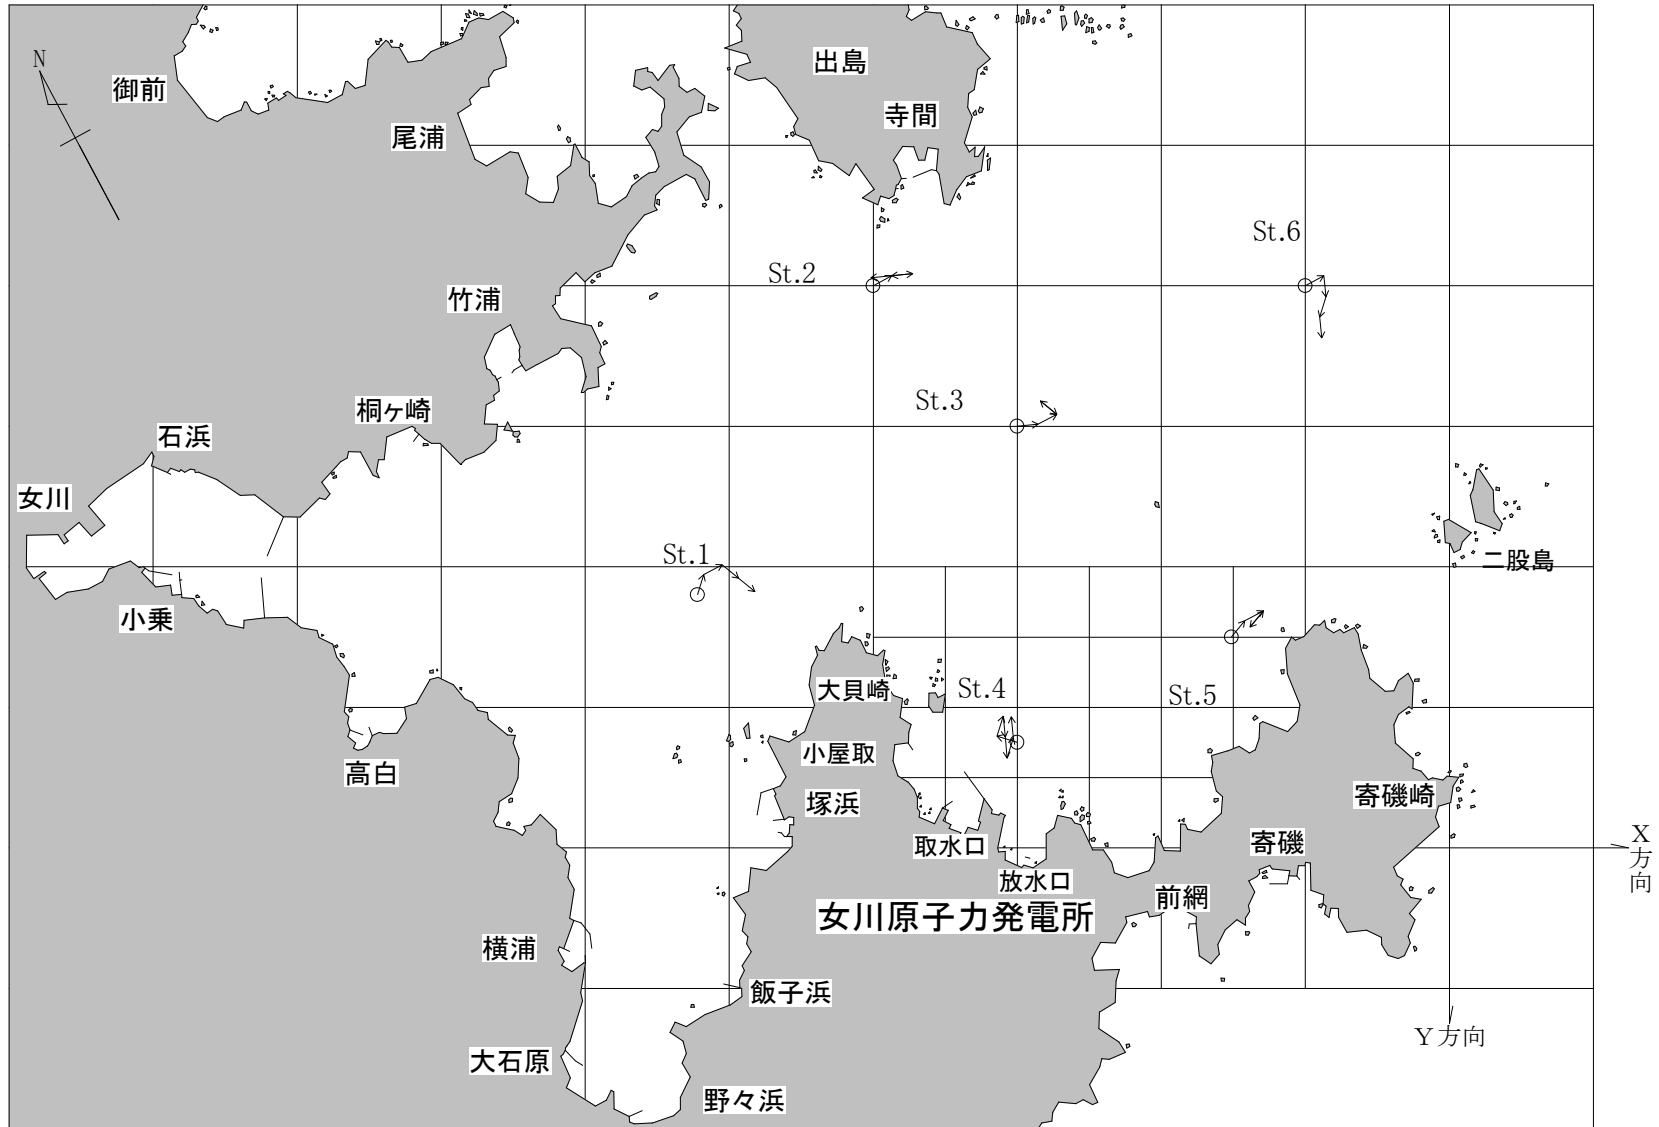 N
御前
尾浦
出島
寺間
St.6
St.2
竹浦
St.3
桐ヶ崎
石浜
女川
St.1
二股島
小乗
大貝崎
St.4
St.5
小屋取
高白
塚浜
寄磯崎
取水口
寄磯
X方向
放水口
前網
女川原子力発電所
横浦
飯子浜
Y方向
大石原
野々浜